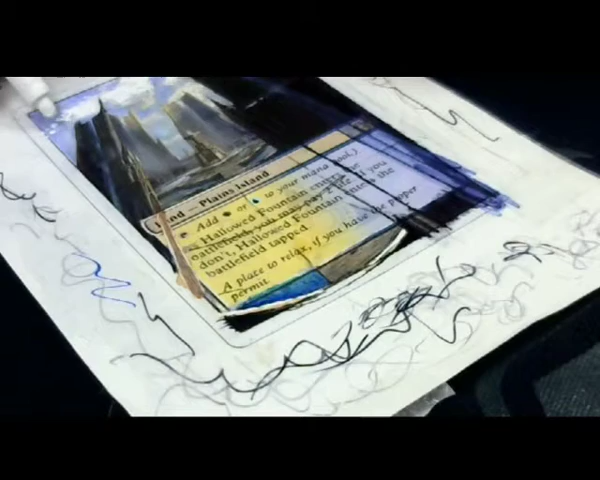 Land — Plains Island
Add or to your mana pool.)
Hallowed Fountain enters the
battlefield, you may pay 2 life. If you
don't, Hallowed Fountain enters the
battlefield tapped
A place to relax, if you have the proper
permit